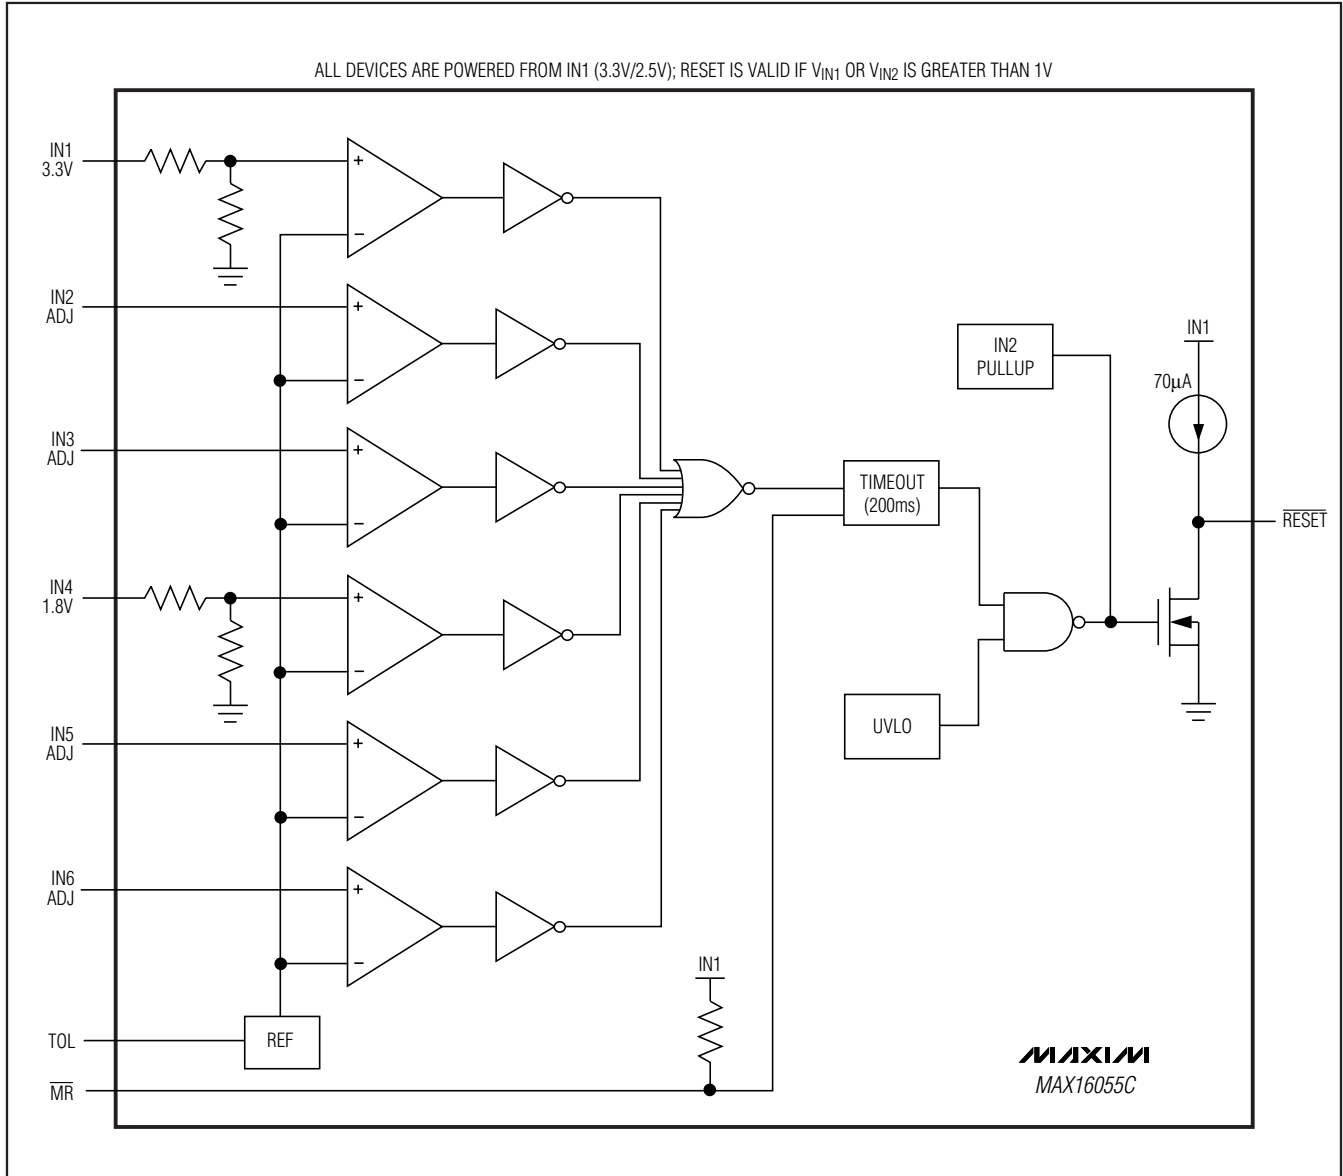 ALL DEVICES ARE POWERED FROM IN1 (3.3V/2.5V); RESET IS VALID IF VIN1 OR VIN2 IS GREATER THAN 1V
IN1
3.3V
+
−
IN2
ADJ
+
−
IN3
ADJ
+
−
IN4
1.8V
+
−
IN5
ADJ
+
−
IN6
ADJ
+
−
TOL
REF
MR
IN1
TIMEOUT
(200ms)
UVLO
IN2
PULLUP
IN1
70µA
RESET
MAXIM
MAX16055C